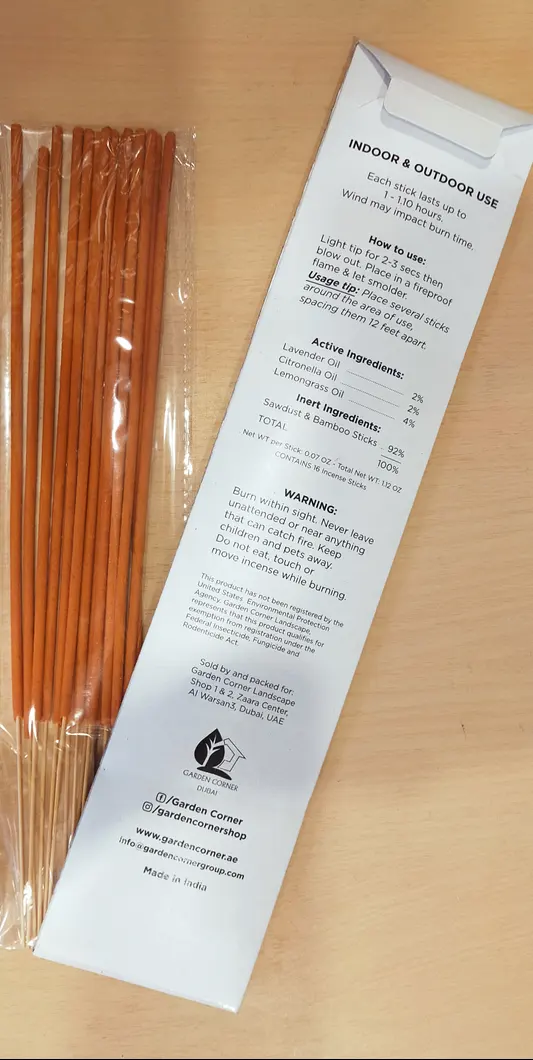 INDOOR & OUTDOOR USE
Each stick lasts up to
1 - 1.10 hours.
Wind may impact burn time.
How to use:
Light tip for 2-3 secs then
blow out. Place in a fireproof
flame & let smolder.
Usage tip: Place several sticks
around the area of use,
spacing them 12 feet apart.
Active Ingredients:
Lavender Oil 2%
Citronella Oil 2%
Lemongrass Oil 4%
Inert Ingredients:
Sawdust & Bamboo Sticks 92%
TOTAL 100%
Net WT per Stick: 0.07 OZ - Total Net WT: 1.12 OZ
CONTAINS 16 Incense Sticks
WARNING:
Burn within sight. Never leave
unattended or near anything
that can catch fire. Keep
children and pets away.
Do not eat, touch or
move incense while burning.
This product has not been registered by the
United States. Environmental Protection
Agency. Garden Corner Landscape,
represents that this product qualifies for
exemption from registration under the
Federal Insecticide, Fungicide and
Rodenticide Act.
Sold by and packed for:
Garden Corner Landscape
Shop 1 & 2, Zaara Center,
Al Warsan3, Dubai, UAE
GARDEN CORNER
DUBAI
/Garden Corner
/gardencornershop
www.gardencorner.ae
info@gardencornergroup.com
Made in India